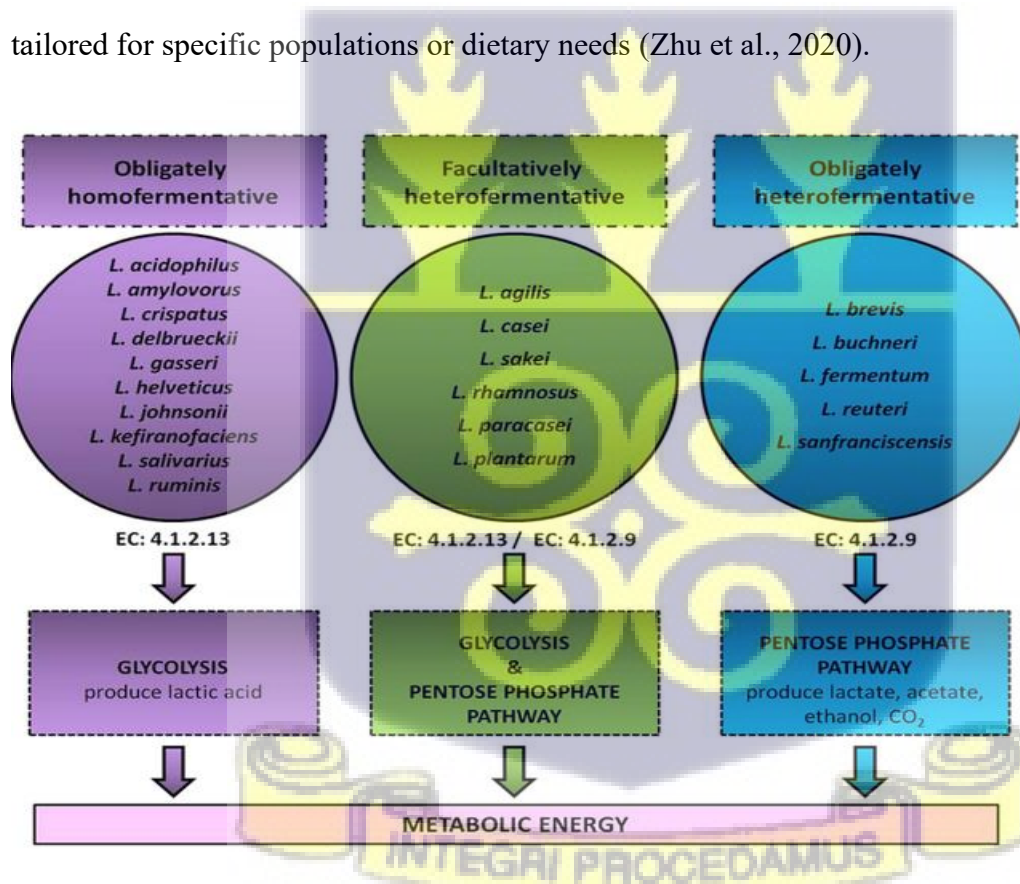 tailored for specific populations or dietary needs (Zhu et al., 2020).
Obligately
homofermentative
L. acidophilus
L. amylovorus
L. crispatus
L. delbrueckii
L. gasseri
L. helveticus
L. johnsonii
L. kefiranofaciens
L. salivarius
L. ruminis
EC: 4.1.2.13
GLYCOLYSIS
produce lactic acid
Facultatively
heterofermentative
L. agilis
L. casei
L. sakei
L. rhamnosus
L. paracasei
L. plantarum
EC: 4.1.2.13 / EC: 4.1.2.9
GLYCOLYSIS
&
PENTOSE PHOSPHATE
PATHWAY
Obligately
heterofermentative
L. brevis
L. buchneri
L. fermentum
L. reuteri
L. sanfranciscensis
EC: 4.1.2.9
PENTOSE PHOSPHATE
PATHWAY
produce lactate, acetate,
ethanol, CO₂
METABOLIC ENERGY
INTEGRI PROCEDAMUS